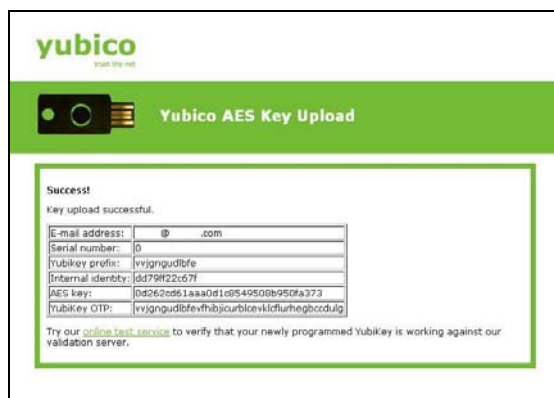 yubico
trust the net
Yubico AES Key Upload
Success!
Key upload successful.
E-mail address: @ .com
Serial number: 0
Yubikey prefix: vvjgngudlbfe
Internal identity: dd79ff22c67f
AES key: 0d262cd61aaa0d1c8549508b950fa373
YubiKey OTP: vvjgngudlbfevfhibjicurblcevklcflurhegbccdulg
Try our online test service to verify that your newly programmed YubiKey is working against our
validation server.